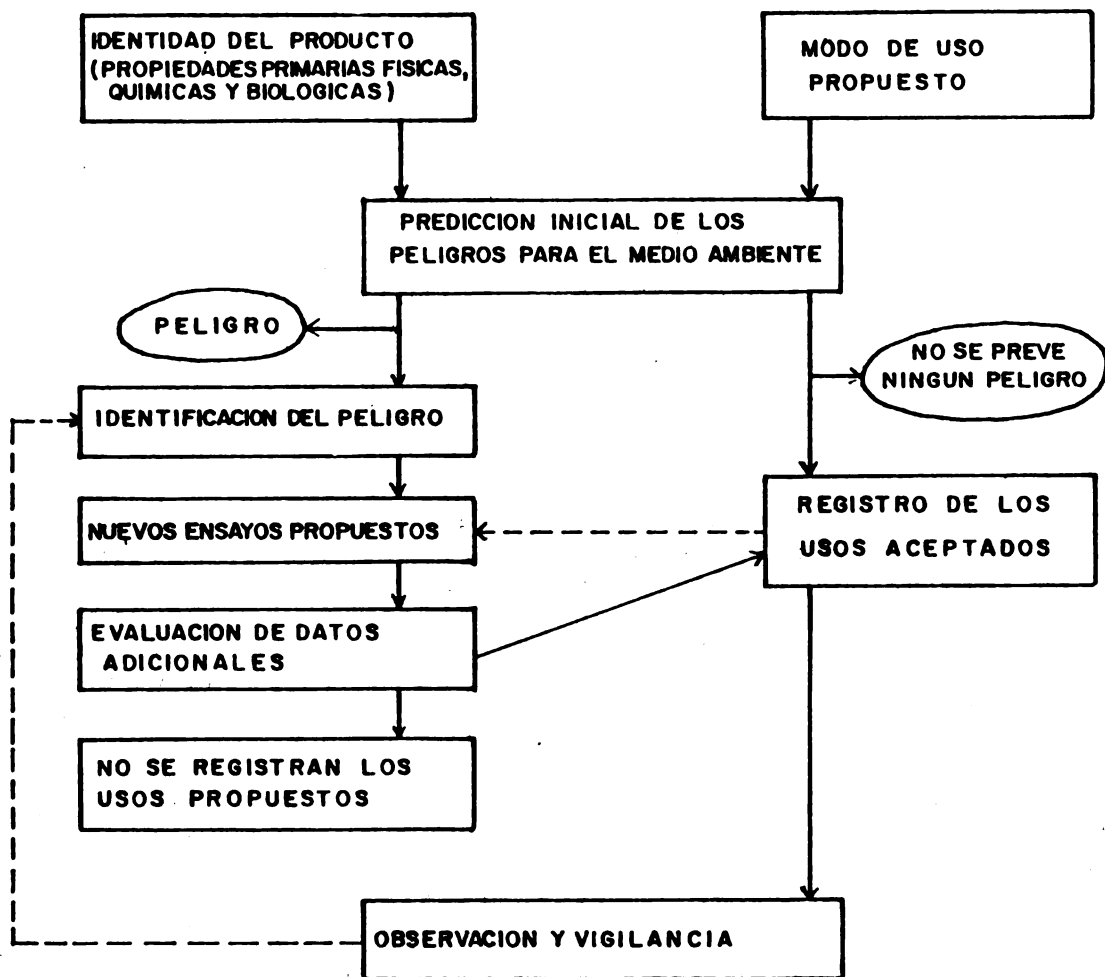 IDENTIDAD DEL PRODUCTO
(PROPIEDADES PRIMARIAS FISICAS,
QUIMICAS Y BIOLOGICAS)
MODO DE USO
PROPUESTO
PREDICCION INICIAL DE LOS
PELIGROS PARA EL MEDIO AMBIENTE
PELIGRO
NO SE PREVE
NINGUN PELIGRO
IDENTIFICACION DEL PELIGRO
NUEVOS ENSAYOS PROPUESTOS
REGISTRO DE LOS
USOS ACEPTADOS
EVALUACION DE DATOS
ADICIONALES
NO SE REGISTRAN LOS
USOS PROPUESTOS
OBSERVACION Y VIGILANCIA